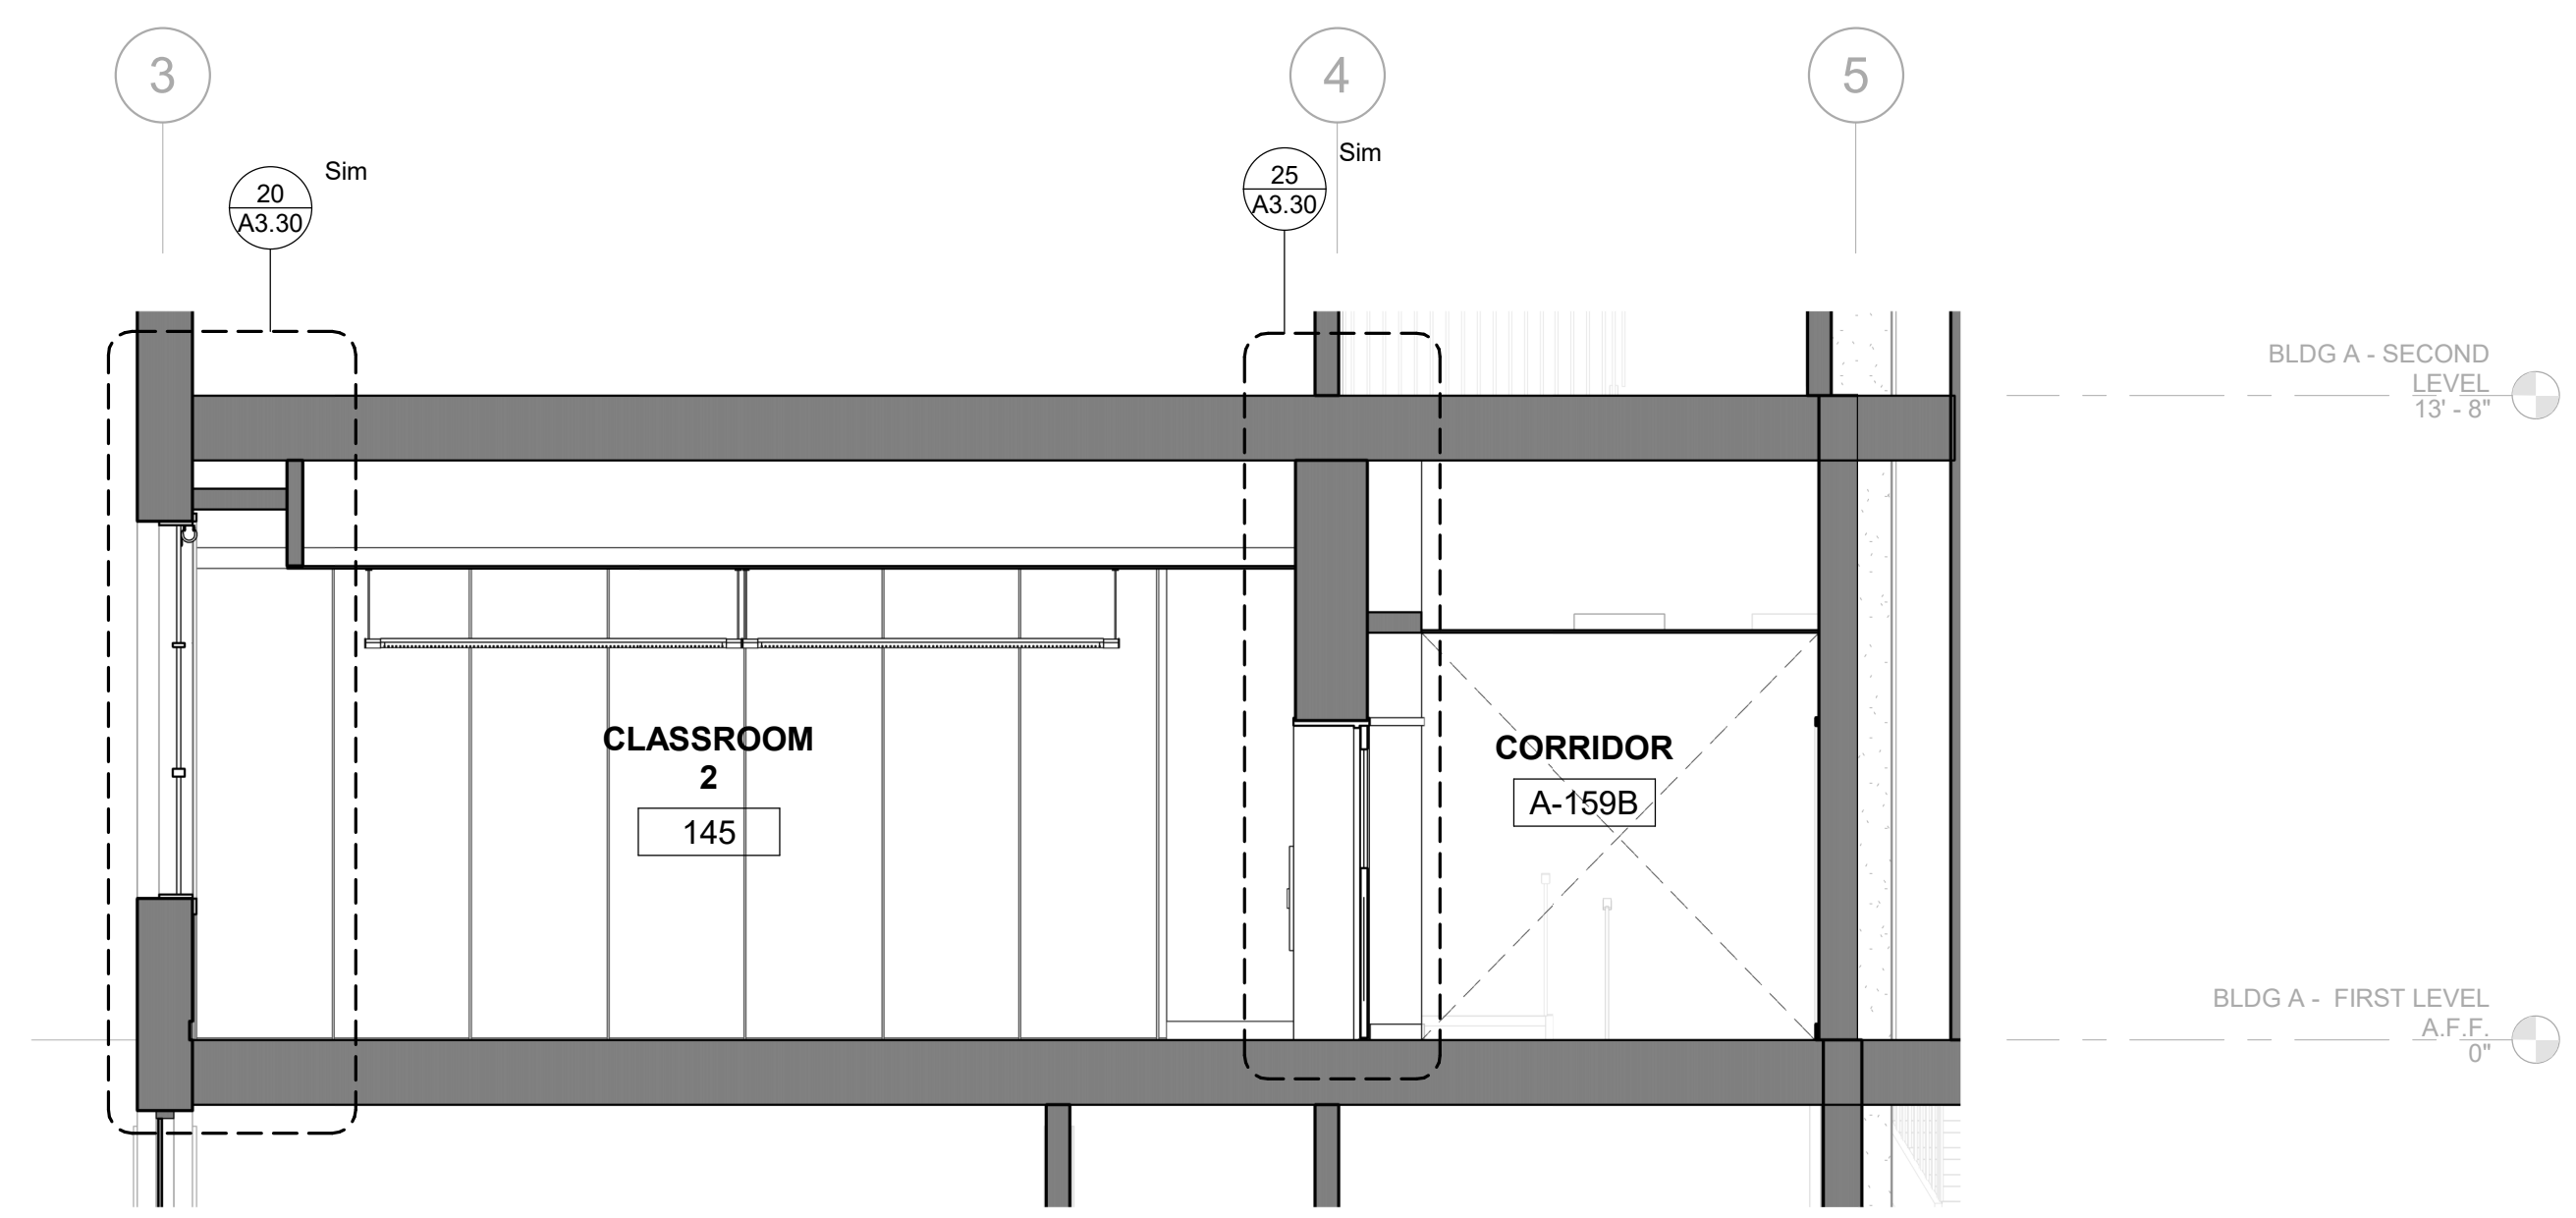 3
4
5
20
A3.30
Sim
25
A3.30
Sim
BLDG A - SECOND
LEVEL
13' - 8"
CLASSROOM
2
145
CORRIDOR
A-159B
BLDG A -  FIRST LEVEL
A.F.F.
0"